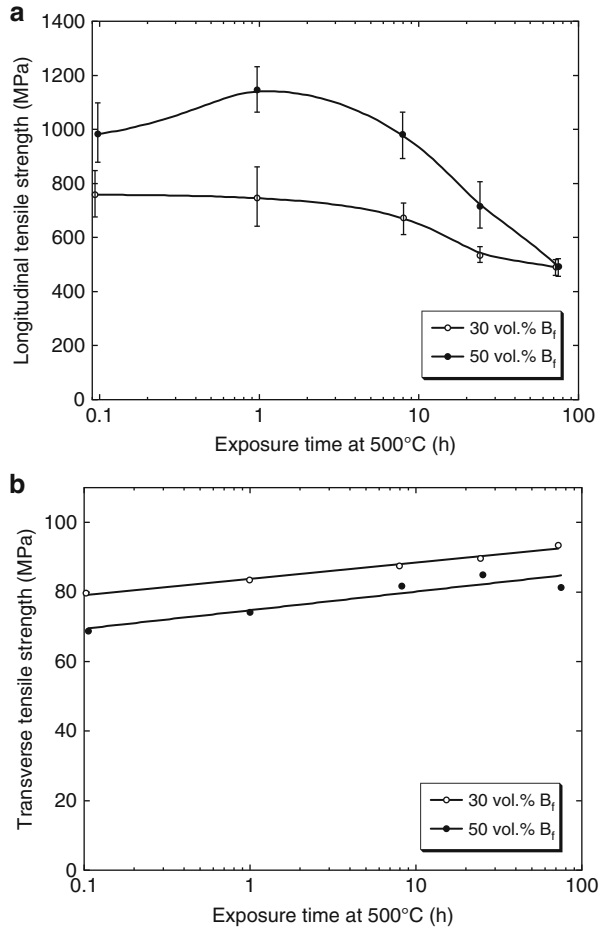 a
Longitudinal tensile strength (MPa)
1400
1200
1000
800
600
400
200
0
30 vol.% Bf
50 vol.% Bf
0.1 1 10 100
Exposure time at 500°C (h)
b
Transverse tensile strength (MPa)
100
80
60
40
20
0
30 vol.% Bf
50 vol.% Bf
0.1 1 10 100
Exposure time at 500°C (h)